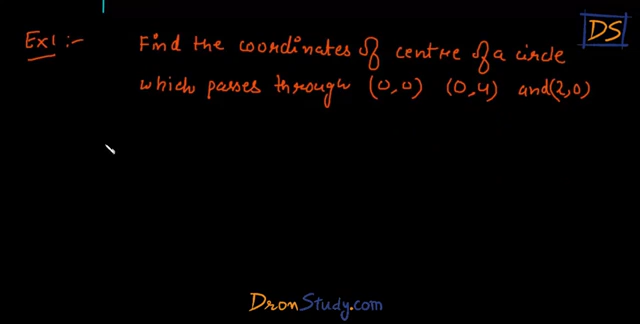 DS
Ex1:- Find the coordinates of centre of a circle
which passes through (0,0) (0,4) and (2,0)
DronStudy.com